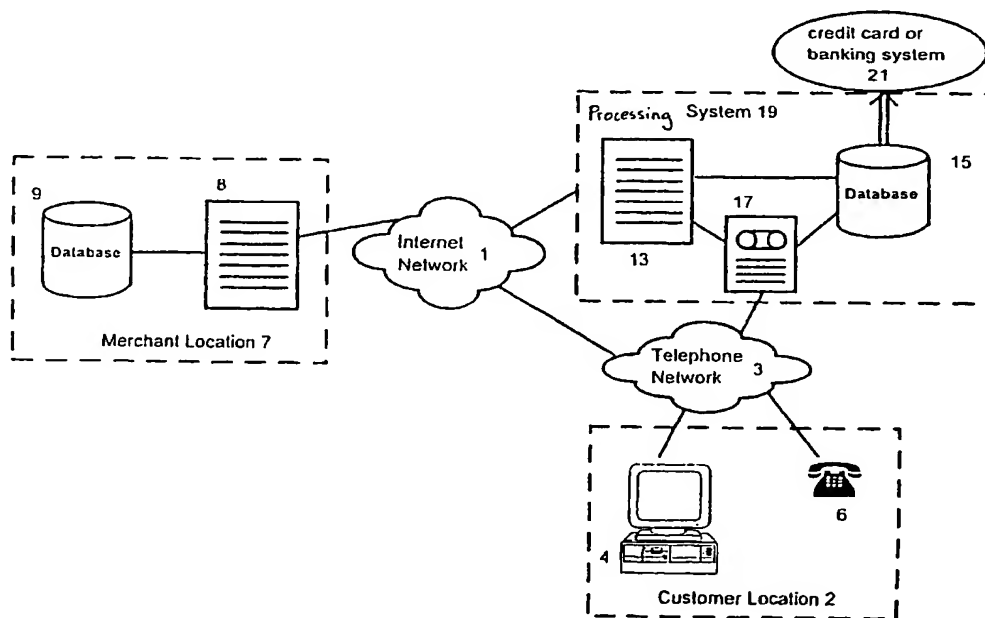 credit card or
banking system
21
Processing System 19
15
9
8
17
Database
Database
Internet
Network 1
13
Merchant Location 7
Telephone
Network 3
6
4
Customer Location 2